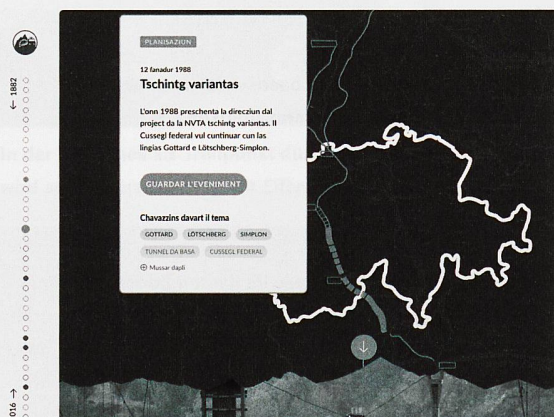 ← 1882
016 →
PLANISAZIUN
12 fanadur 1988
Tschintg variantas
L'onn 1988 preschenta la direcziun dal
project da la NVTA tschintg variantas. Il
Cussegl federal vul cuntinuar cun las
lingias Gottard e Lötschberg-Simplon.
GUARDAR L'EVENIMENT
Chavazzins davart il tema
GOTTARD LÖTSCHBERG SIMPLON
TUNNEL DA BASA CUSSEGL FEDERAL
Mussar dapli